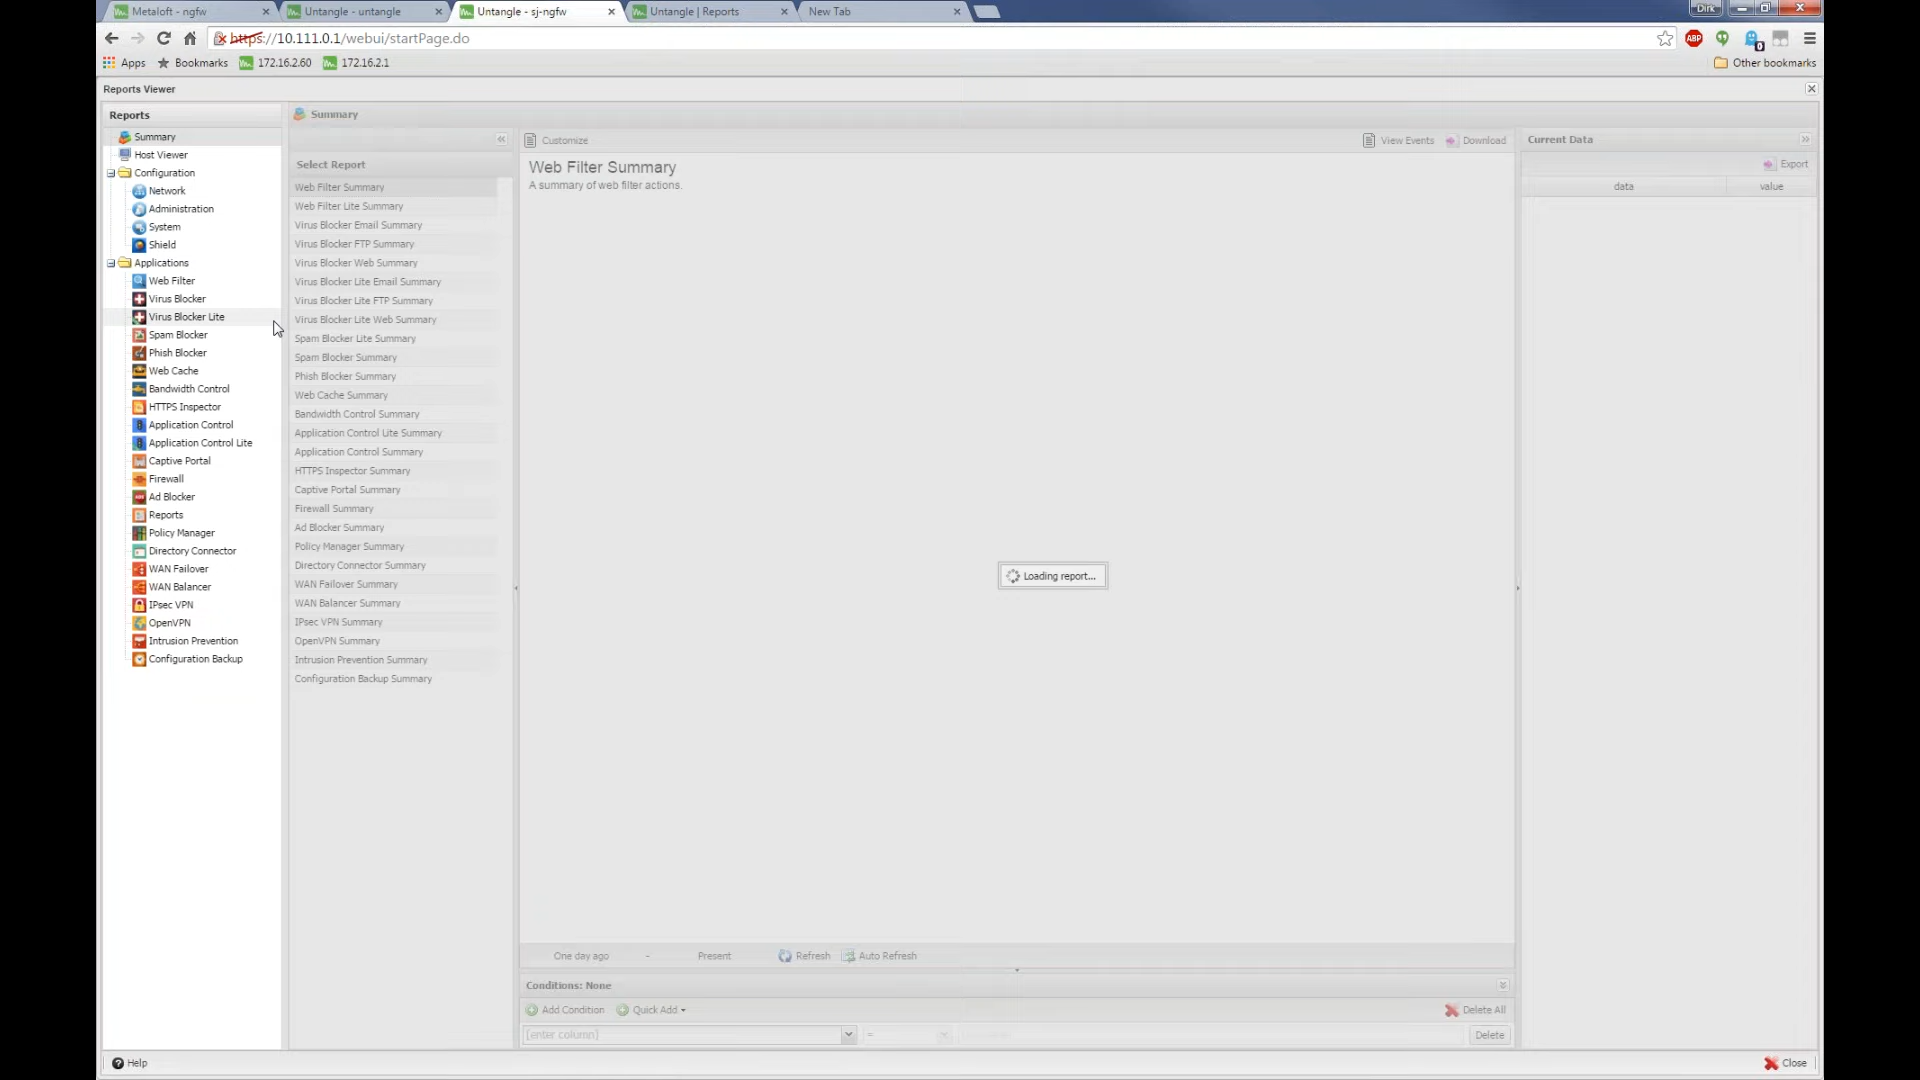 Metaloft - ngfw
Untangle - untangle
Untangle - sj-ngfw
Untangle | Reports
New Tab
Dirk
https://10.111.0.1/webui/startPage.do
ABP
0
Apps
Bookmarks
172.16.2.60
172.16.2.1
Other bookmarks
Reports Viewer
Reports
Summary
Host Viewer
Configuration
Network
Administration
System
Shield
Applications
Web Filter
Virus Blocker
Virus Blocker Lite
Spam Blocker
Phish Blocker
Web Cache
Bandwidth Control
HTTPS Inspector
Application Control
Application Control Lite
Captive Portal
Firewall
Ad Blocker
Reports
Policy Manager
Directory Connector
WAN Failover
WAN Balancer
IPsec VPN
OpenVPN
Intrusion Prevention
Configuration Backup
Summary
Select Report
Web Filter Summary
Web Filter Lite Summary
Virus Blocker Email Summary
Virus Blocker FTP Summary
Virus Blocker Web Summary
Virus Blocker Lite Email Summary
Virus Blocker Lite FTP Summary
Virus Blocker Lite Web Summary
Spam Blocker Lite Summary
Spam Blocker Summary
Phish Blocker Summary
Web Cache Summary
Bandwidth Control Summary
Application Control Lite Summary
Application Control Summary
HTTPS Inspector Summary
Captive Portal Summary
Firewall Summary
Ad Blocker Summary
Policy Manager Summary
Directory Connector Summary
WAN Failover Summary
WAN Balancer Summary
IPsec VPN Summary
OpenVPN Summary
Intrusion Prevention Summary
Configuration Backup Summary
Customize
View Events
Download
Web Filter Summary
A summary of web filter actions.
Loading report...
One day ago - Present
Refresh
Auto Refresh
Conditions: None
Add Condition
Quick Add
Delete All
[enter column]
=
Delete
Current Data
Export
data
value
Help
Close